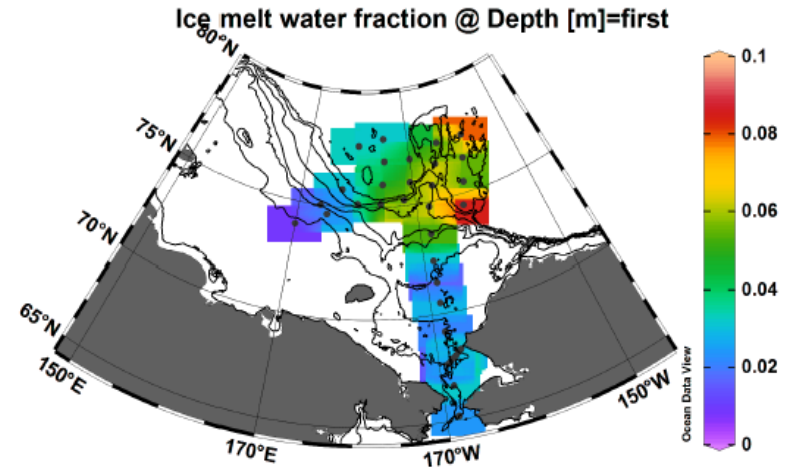 Ice melt water fraction @ Depth [m]=first
80°N
75°N
70°N
65°N
150°E
170°E
170°W
150°W
0.1
0.08
0.06
0.04
0.02
0
Ocean Data View